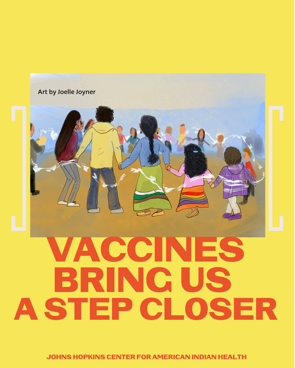 Art by Joelle Joyner
VACCINES
BRING US
A STEP CLOSER
JOHNS HOPKINS CENTER FOR AMERICAN INDIAN HEALTH